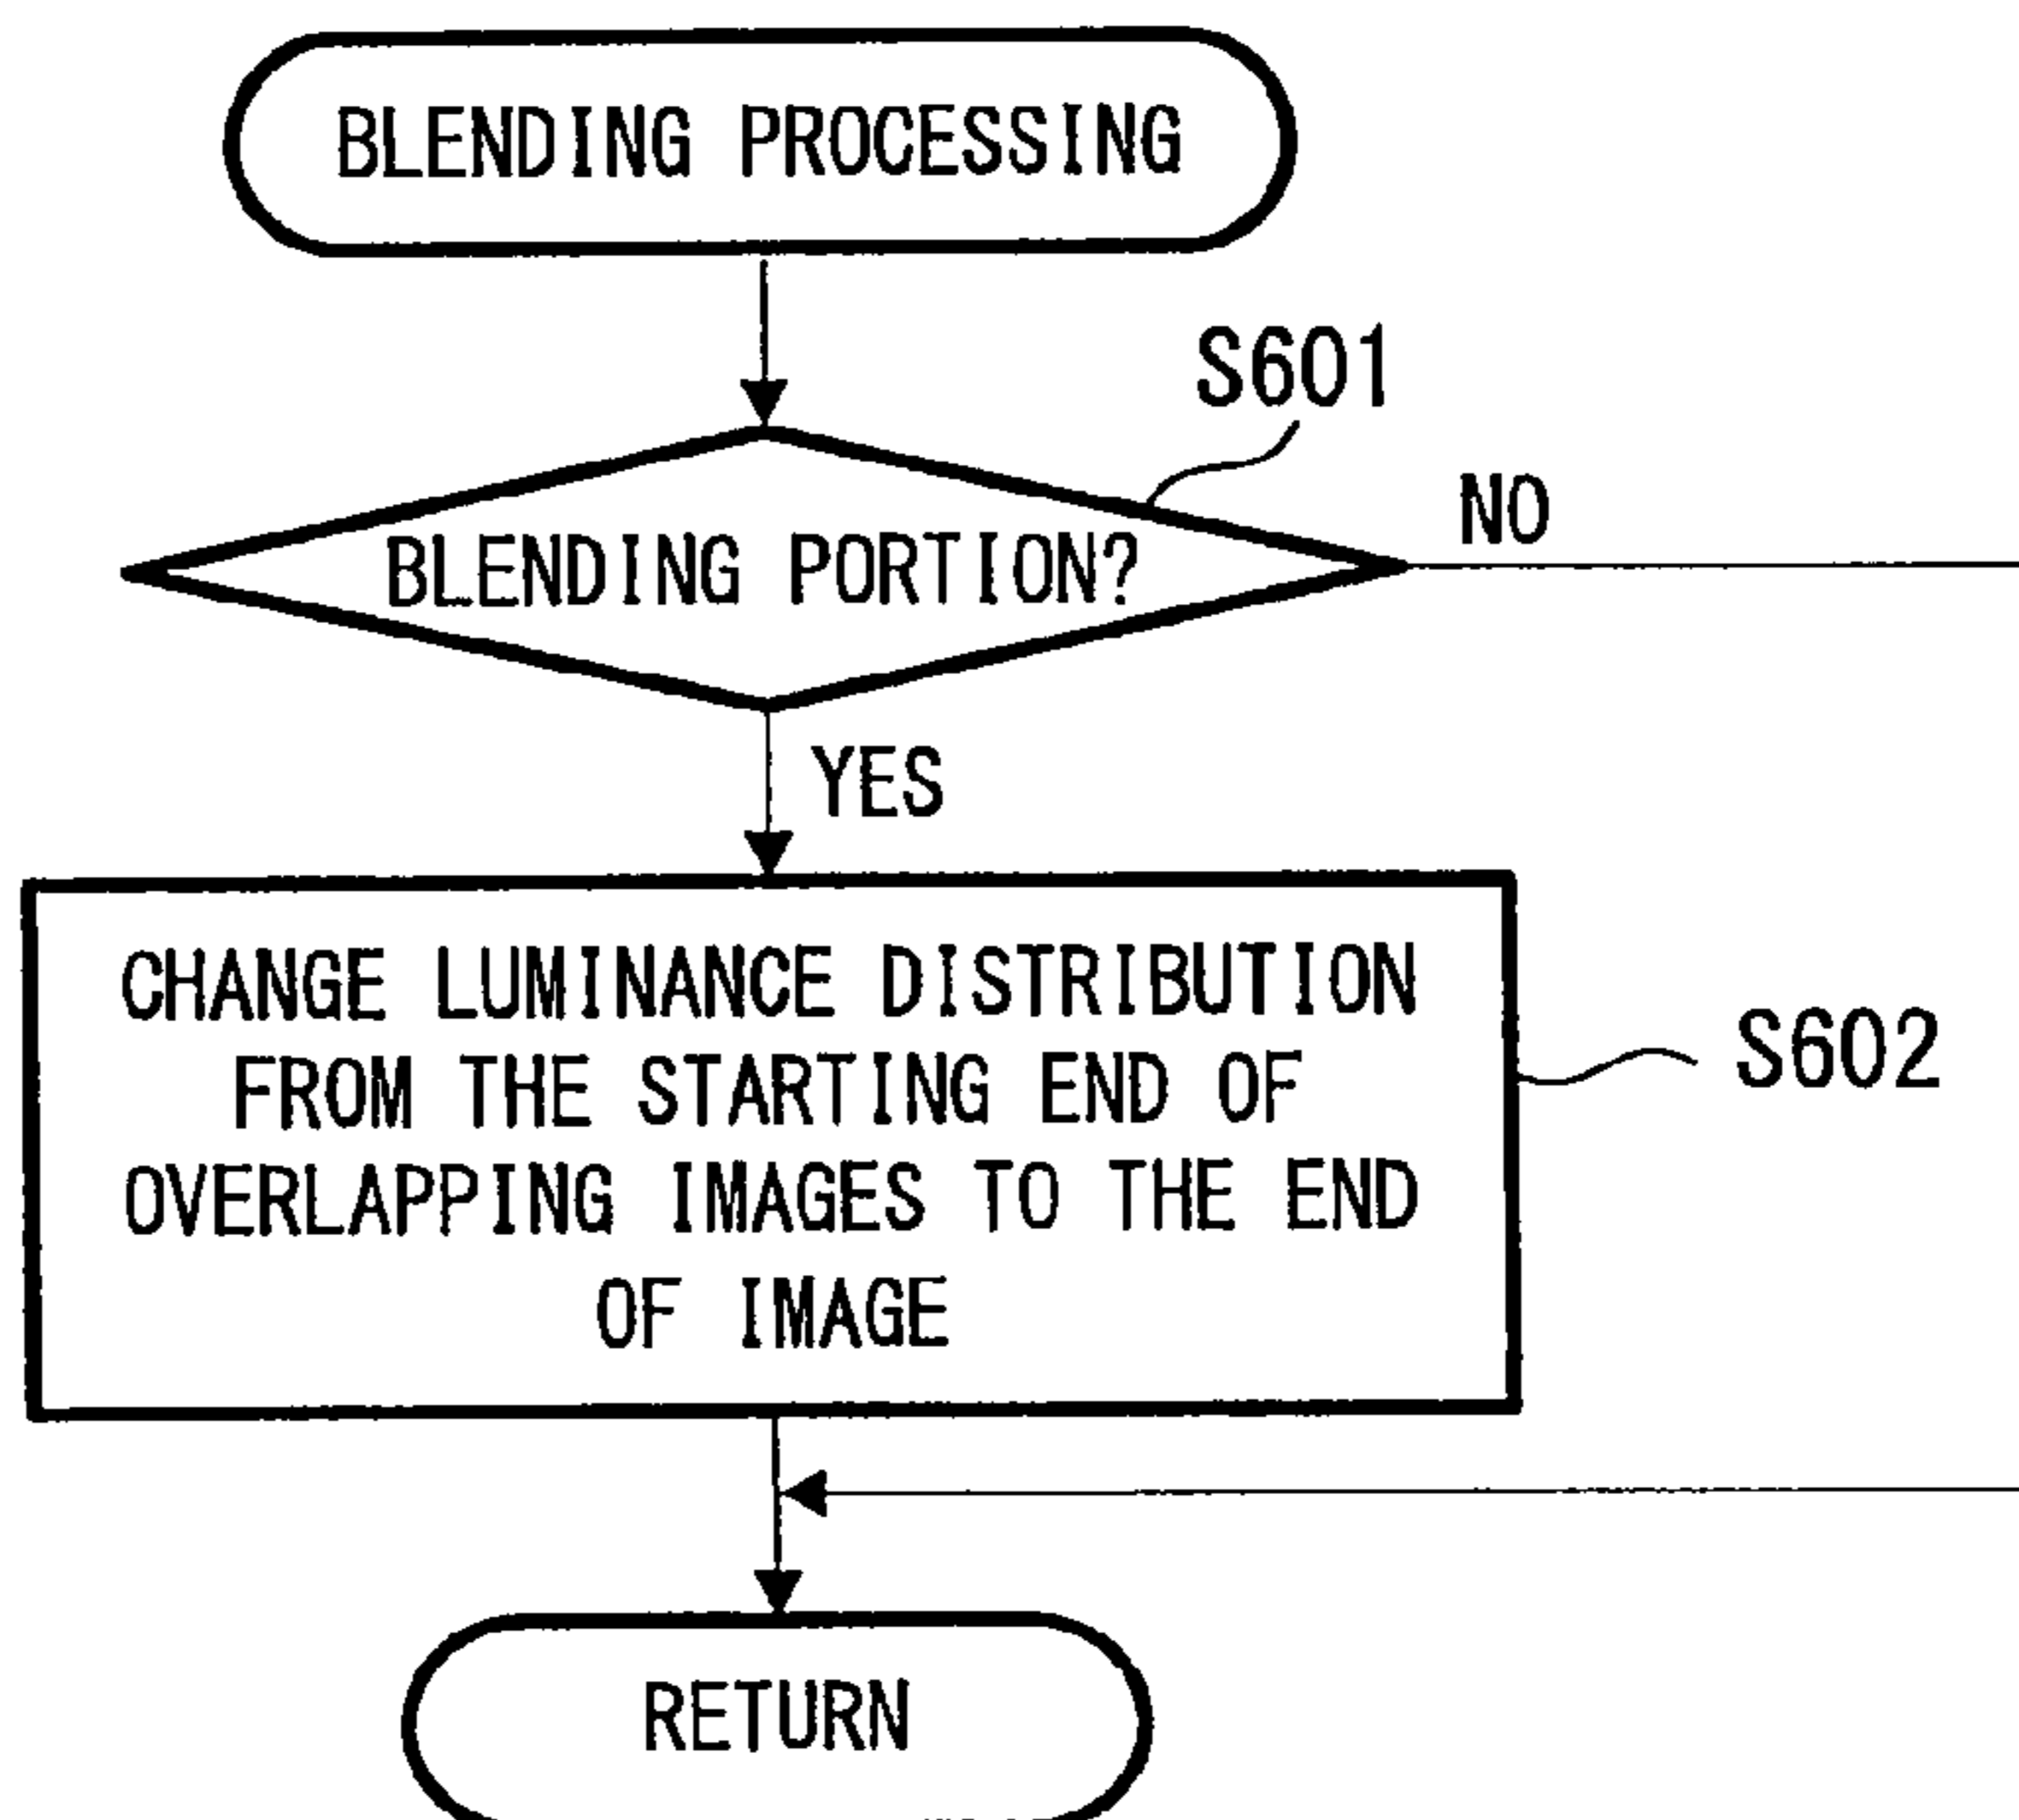 BLENDING PROCESSING
S601
NO
BLENDING PORTION?
YES
CHANGE LUMINANCE DISTRIBUTION
FROM THE STARTING END OF
OVERLAPPING IMAGES TO THE END
OF IMAGE
S602
RETURN